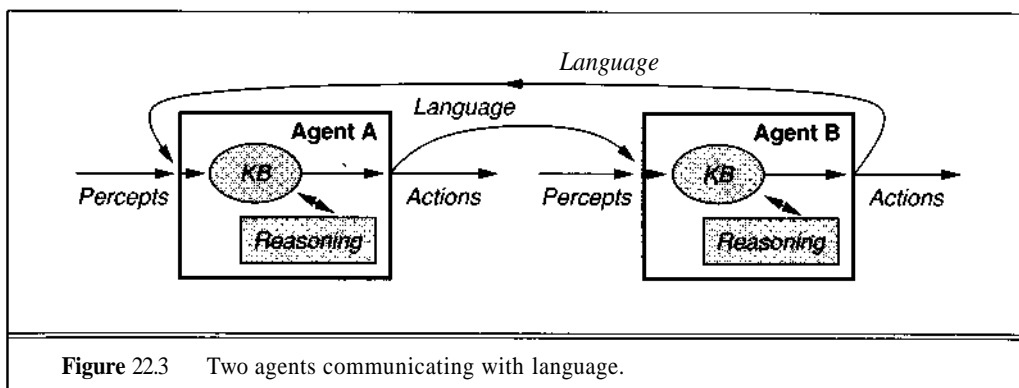 Language
Language
Agent A
Agent B
KB
KB
Percepts
Actions
Percepts
Actions
Reasoning
Reasoning
Figure 22.3 Two agents communicating with language.